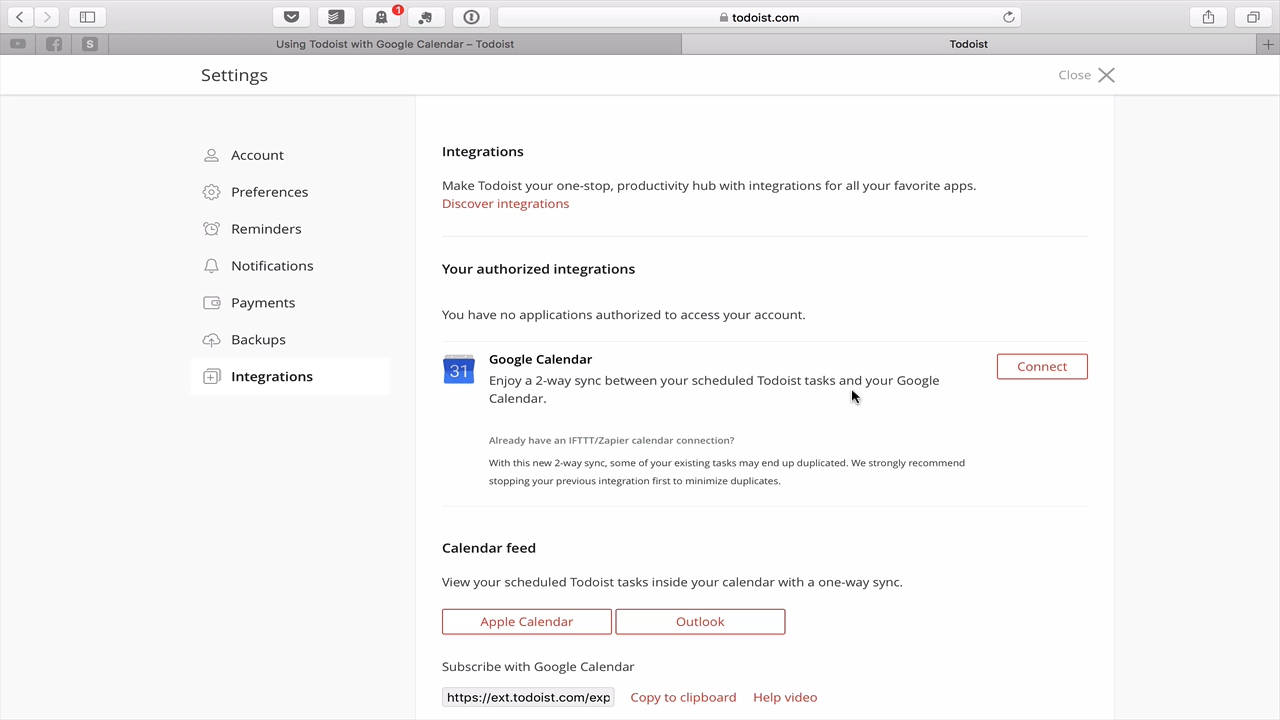 1
todoist.com
S
Using Todoist with Google Calendar – Todoist
Todoist
Settings
Close
Account
Preferences
Reminders
Notifications
Payments
Backups
Integrations
Integrations
Make Todoist your one-stop, productivity hub with integrations for all your favorite apps.
Discover integrations
Your authorized integrations
You have no applications authorized to access your account.
31
Google Calendar
Connect
Enjoy a 2-way sync between your scheduled Todoist tasks and your Google
Calendar.
Already have an IFTTT/Zapier calendar connection?
With this new 2-way sync, some of your existing tasks may end up duplicated. We strongly recommend
stopping your previous integration first to minimize duplicates.
Calendar feed
View your scheduled Todoist tasks inside your calendar with a one-way sync.
Apple Calendar
Outlook
Subscribe with Google Calendar
https://ext.todoist.com/exp
Copy to clipboard
Help video